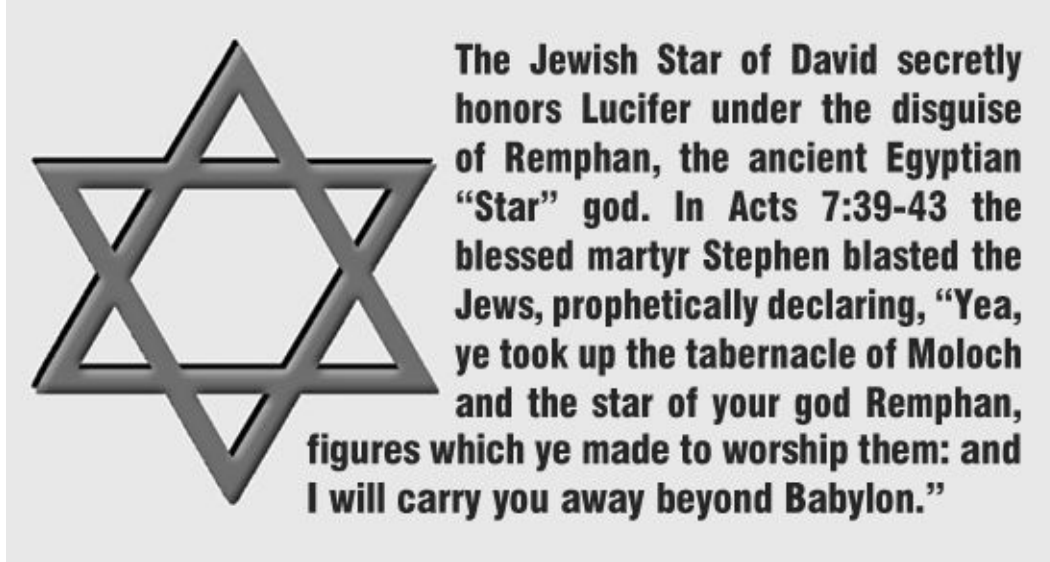 The Jewish Star of David secretly
honors Lucifer under the disguise
of Remphan, the ancient Egyptian
“Star” god. In Acts 7:39-43 the
blessed martyr Stephen blasted the
Jews, prophetically declaring, “Yea,
ye took up the tabernacle of Moloch
and the star of your god Remphan,
figures which ye made to worship them: and
I will carry you away beyond Babylon.”